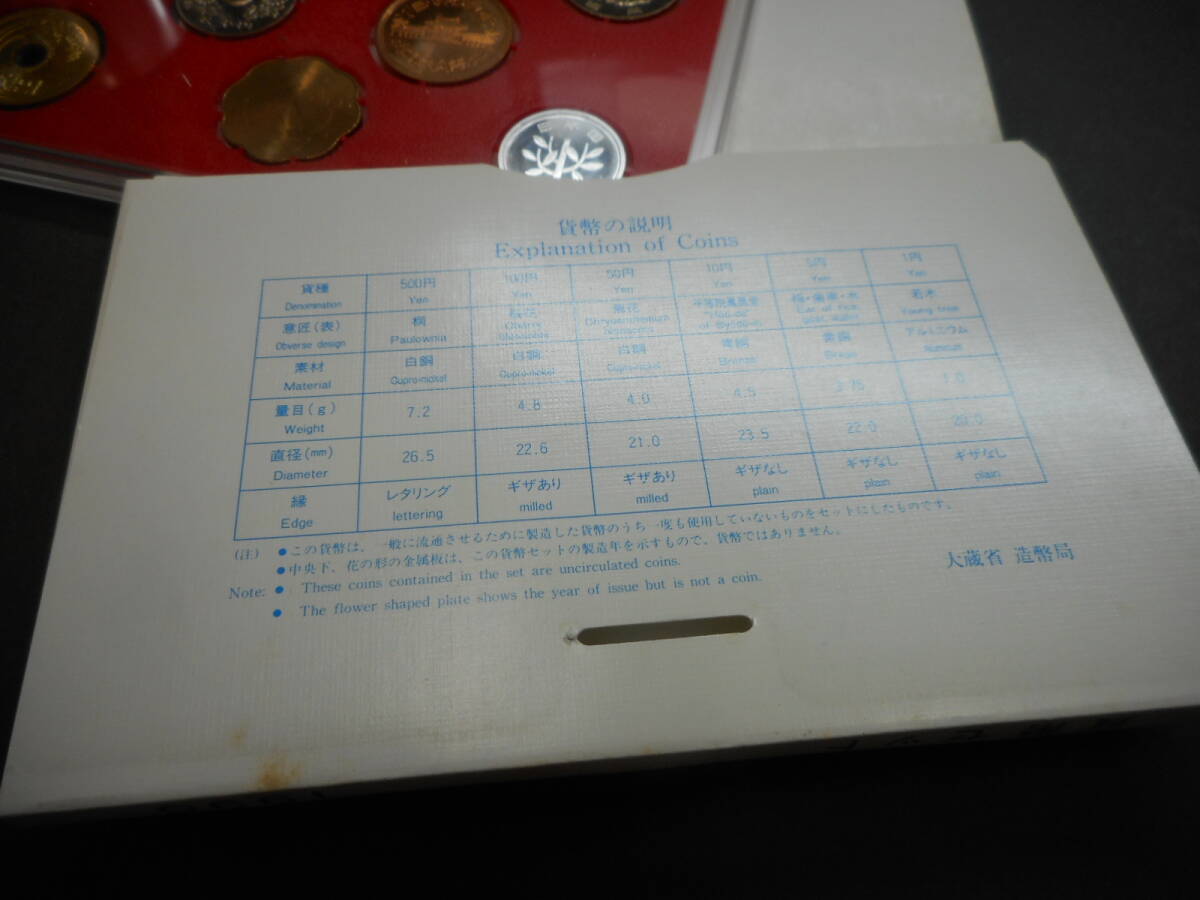 日本国
貨幣の説明
Explanation of Coins
貨種 500円 100円 50円 10円 5円 1円
Denomination Yen Yen Yen Yen Yen Yen
意匠(表) 桐 桜花 菊花 平等院鳳凰堂 稲・歯車・水 若木
Obverse design Paulownia Cherry Chrysanthemum of Ear of rice Young tree
素材 白銅 白銅 白銅 青銅 黄銅 アルミニウム
Material Cupro-nickel Cupro-nickel Cupro-nickel Bronze Brass
量目(g) 7.2 4.8 4.0 4.5 3.75 1.0
Weight
直径(mm) 26.5 22.6 21.0 23.5 22.0 20.0
Diameter
縁 レタリング ギザあり ギザあり ギザなし ギザなし ギザなし
Edge lettering milled milled plain plain plain
(注) ●この貨幣は、一般に流通させるために製造した貨幣のうち一度も使用していないものをセットにしたものです。
●中央下、花の形の金属板は、この貨幣セットの製造年を示すもので、貨幣ではありません。
Note: ● These coins contained in the set are uncirculated coins.
● The flower shaped plate shows the year of issue but is not a coin.
大蔵省 造幣局